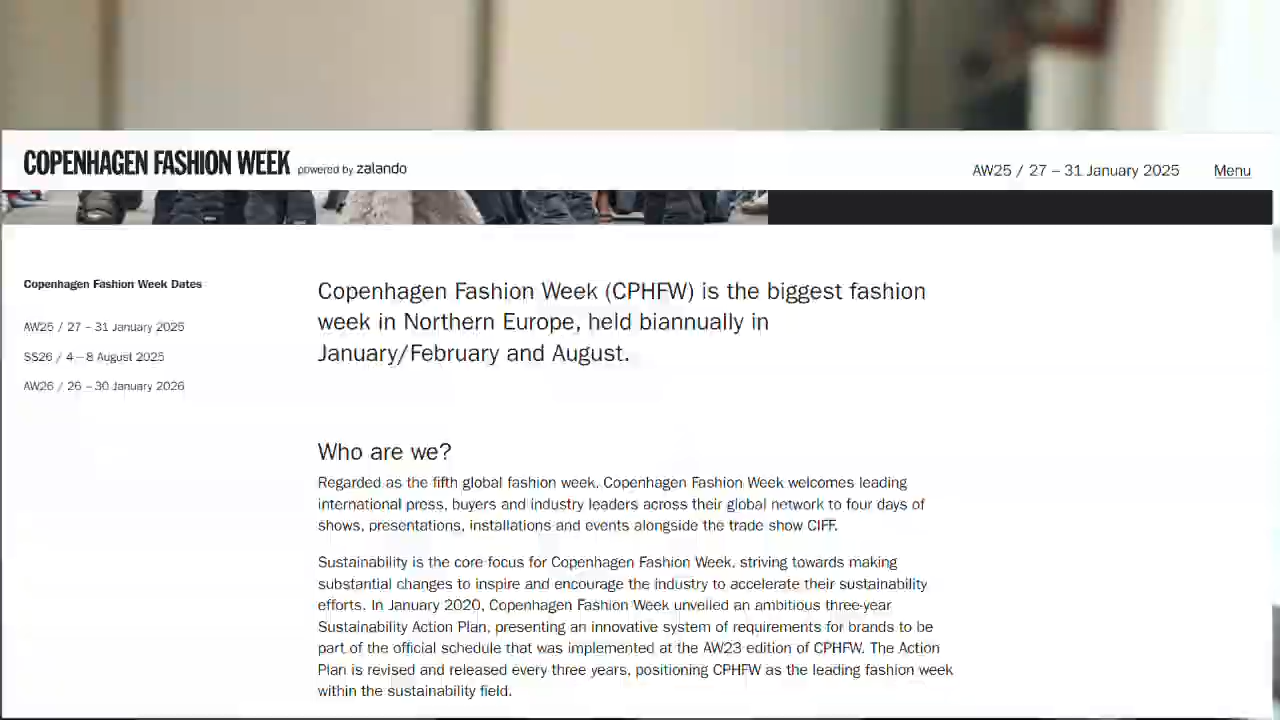 COPENHAGEN FASHION WEEK powered by zalando
AW25 / 27 – 31 January 2025 Menu
Copenhagen Fashion Week Dates
AW25 / 27 – 31 January 2025
SS26 / 4 – 8 August 2025
AW26 / 26 – 30 January 2026
Copenhagen Fashion Week (CPHFW) is the biggest fashion
week in Northern Europe, held biannually in
January/February and August.
Who are we?
Regarded as the fifth global fashion week, Copenhagen Fashion Week welcomes leading
international press, buyers and industry leaders across their global network to four days of
shows, presentations, installations and events alongside the trade show CIFF.
Sustainability is the core focus for Copenhagen Fashion Week, striving towards making
substantial changes to inspire and encourage the industry to accelerate their sustainability
efforts. In January 2020, Copenhagen Fashion Week unveiled an ambitious three-year
Sustainability Action Plan, presenting an innovative system of requirements for brands to be
part of the official schedule that was implemented at the AW23 edition of CPHFW. The Action
Plan is revised and released every three years, positioning CPHFW as the leading fashion week
within the sustainability field.